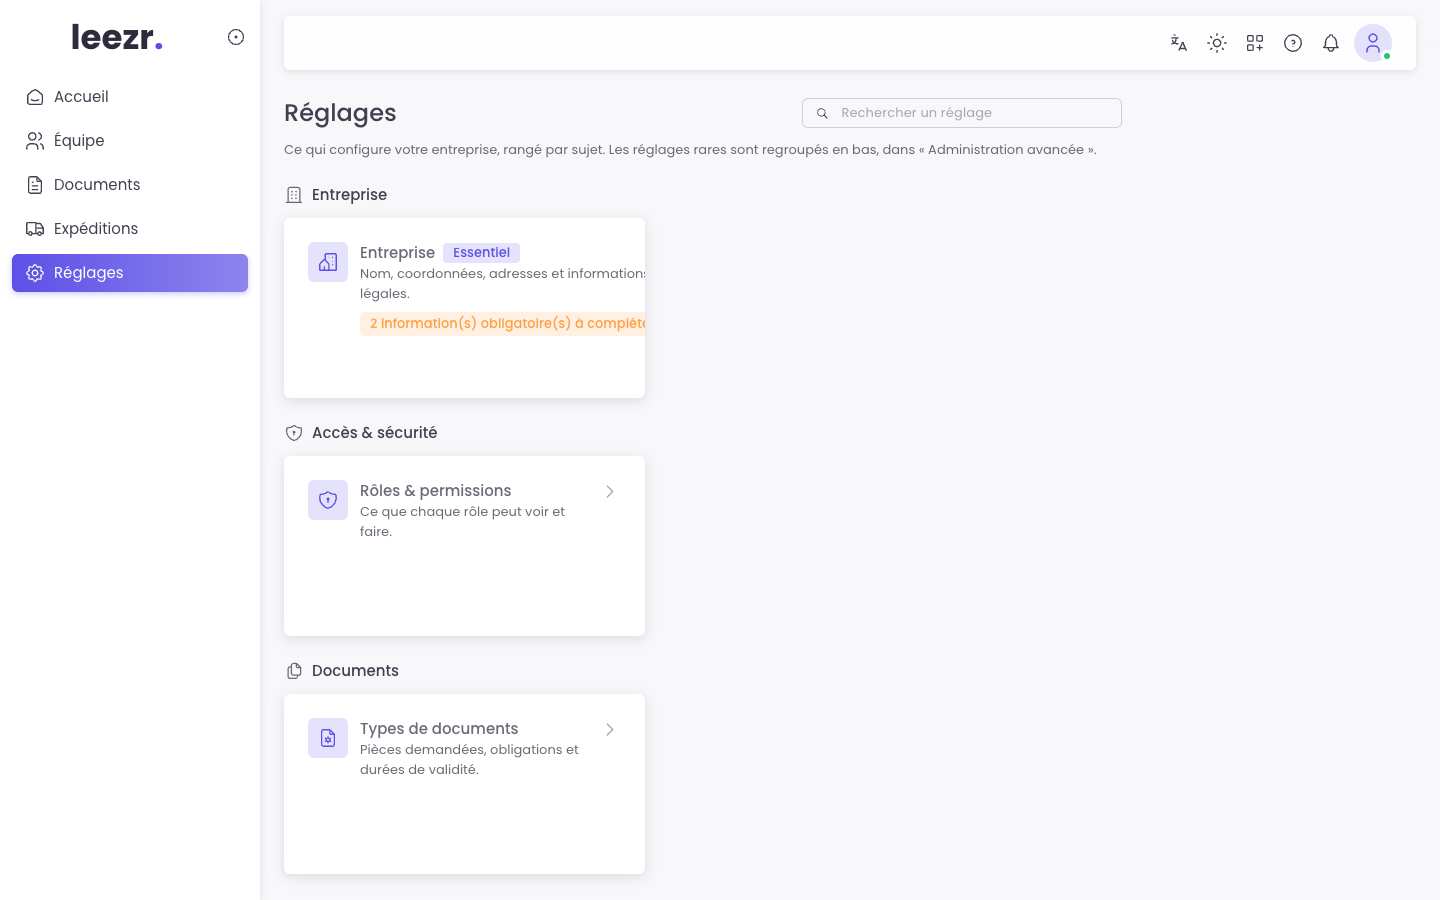 leezr.
Accueil
Équipe
Documents
Expéditions
Réglages
Réglages
Rechercher un réglage
Ce qui configure votre entreprise, rangé par sujet. Les réglages rares sont regroupés en bas, dans « Administration avancée ».
Entreprise
Entreprise Essentiel
Nom, coordonnées, adresses et informations
légales.
2 information(s) obligatoire(s) à compléte
Accès & sécurité
Rôles & permissions
Ce que chaque rôle peut voir et
faire.
Documents
Types de documents
Pièces demandées, obligations et
durées de validité.